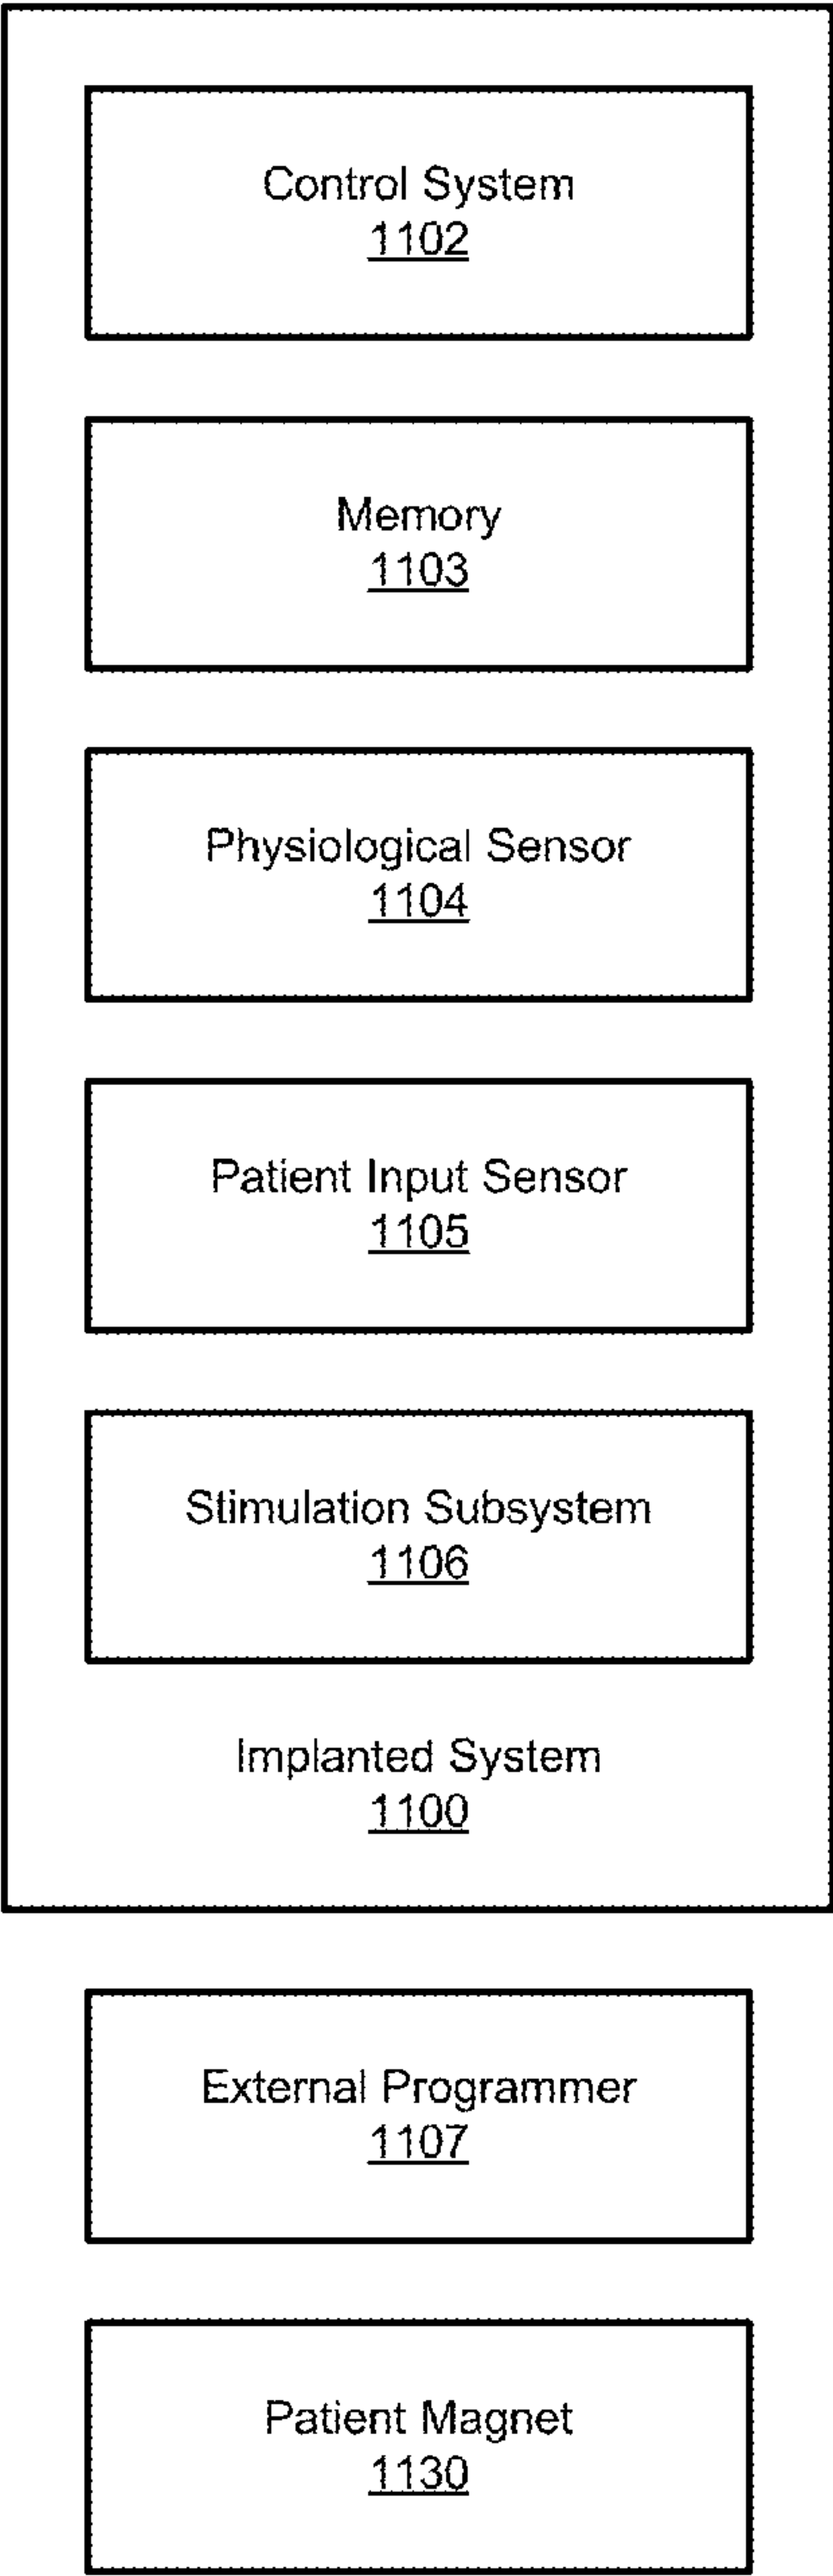 Control System
1102
Memory
1103
Physiological Sensor
1104
Patient Input Sensor
1105
Stimulation Subsystem
1106
Implanted System
1100
External Programmer
1107
Patient Magnet
1130